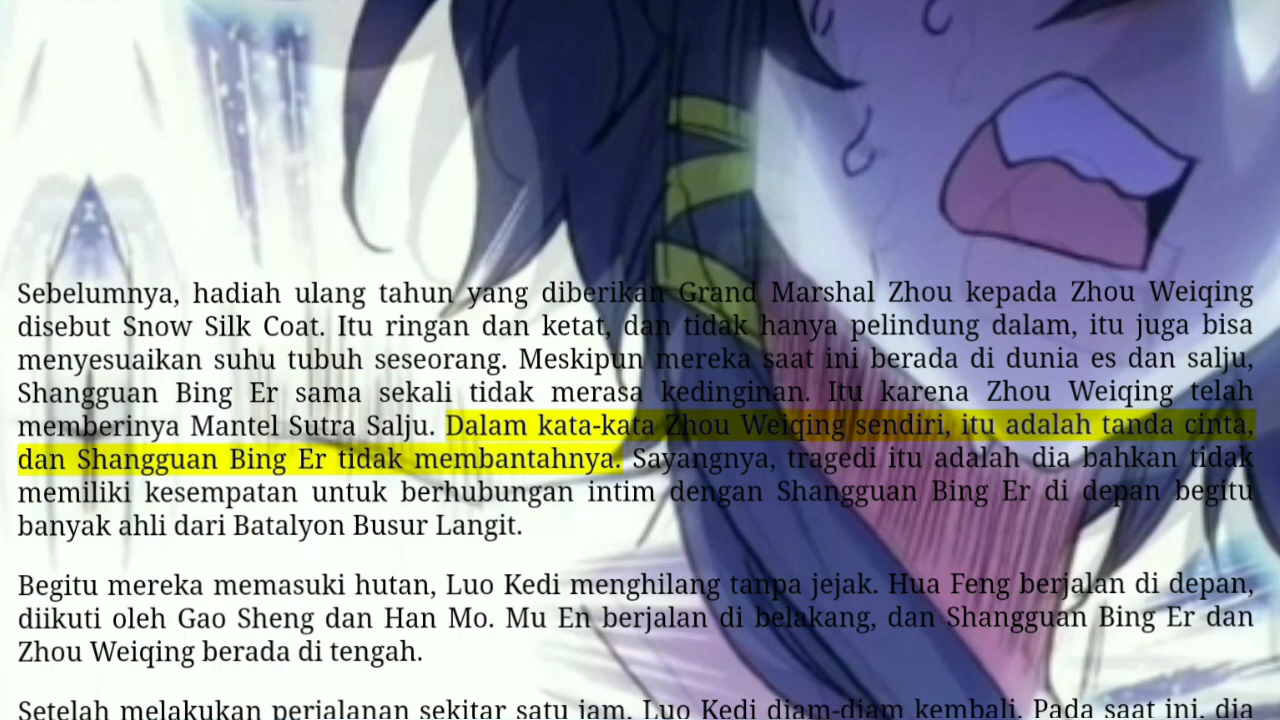 Sebelumnya, hadiah ulang tahun yang diberikan Grand Marshal Zhou kepada Zhou Weiqing
disebut Snow Silk Coat. Itu ringan dan ketat, dan tidak hanya pelindung dalam, itu juga bisa
menyesuaikan suhu tubuh seseorang. Meskipun mereka saat ini berada di dunia es dan salju,
Shangguan Bing Er sama sekali tidak merasa kedinginan. Itu karena Zhou Weiqing telah
memberinya Mantel Sutra Salju. Dalam kata-kata Zhou Weiqing sendiri, itu adalah tanda cinta,
dan Shangguan Bing Er tidak membantahnya. Sayangnya, tragedi itu adalah dia bahkan tidak
memiliki kesempatan untuk berhubungan intim dengan Shangguan Bing Er di depan begitu
banyak ahli dari Batalyon Busur Langit.
Begitu mereka memasuki hutan, Luo Kedi menghilang tanpa jejak. Hua Feng berjalan di depan,
diikuti oleh Gao Sheng dan Han Mo. Mu En berjalan di belakang, dan Shangguan Bing Er dan
Zhou Weiqing berada di tengah.
Setelah melakukan perjalanan sekitar satu jam, Luo Kedi diam-diam kembali. Pada saat ini, dia